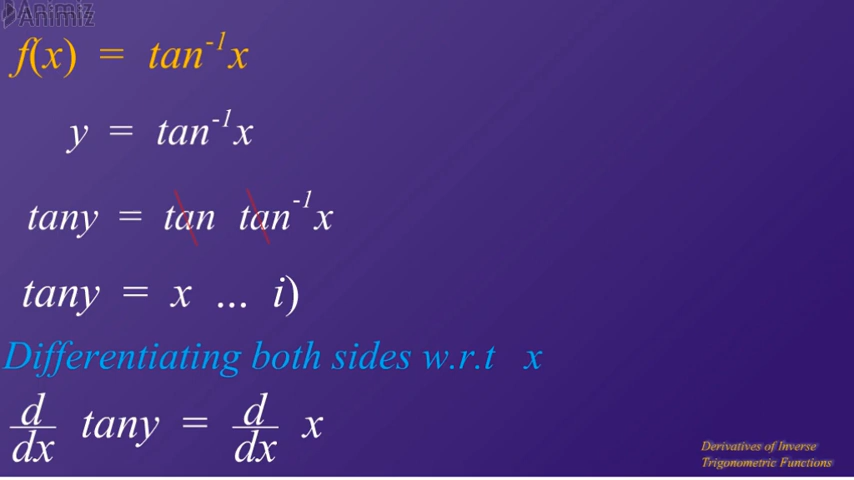 Animiz
f(x) = tan⁻¹x
y = tan⁻¹x
tany = tan tan⁻¹x
tany = x ... i)
Differentiating both sides w.r.t x
d/dx tany = d/dx x
Derivatives of Inverse
Trigonometric Functions